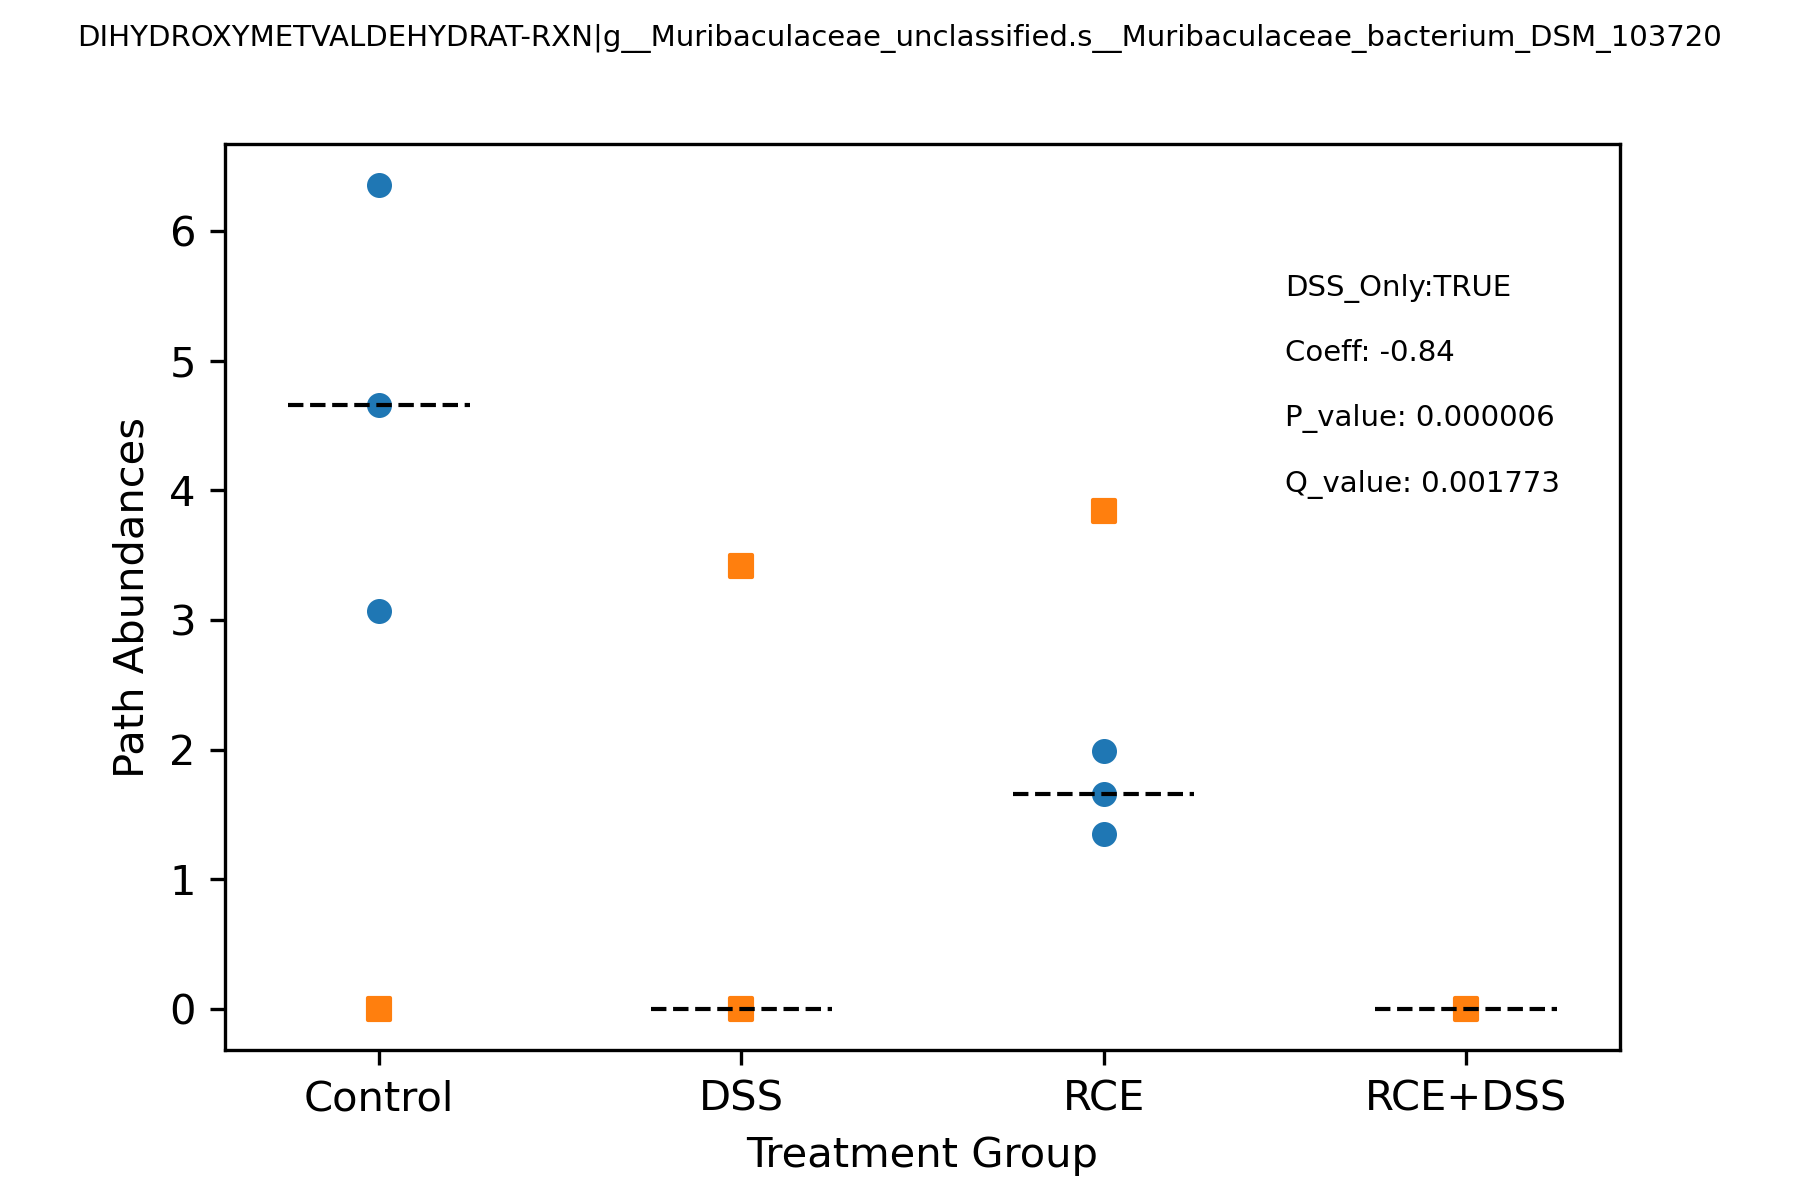 DIHYDROXYMETVALDEHYDRAT-RXN|g__Muribaculaceae_unclassified.s__Muribaculaceae_bacterium_DSM_103720
6
5
4
3
2
1
0
Path Abundances
DSS_Only:TRUE
Coeff: -0.84
P_value: 0.000006
Q_value: 0.001773
Control
DSS
RCE
RCE+DSS
Treatment Group